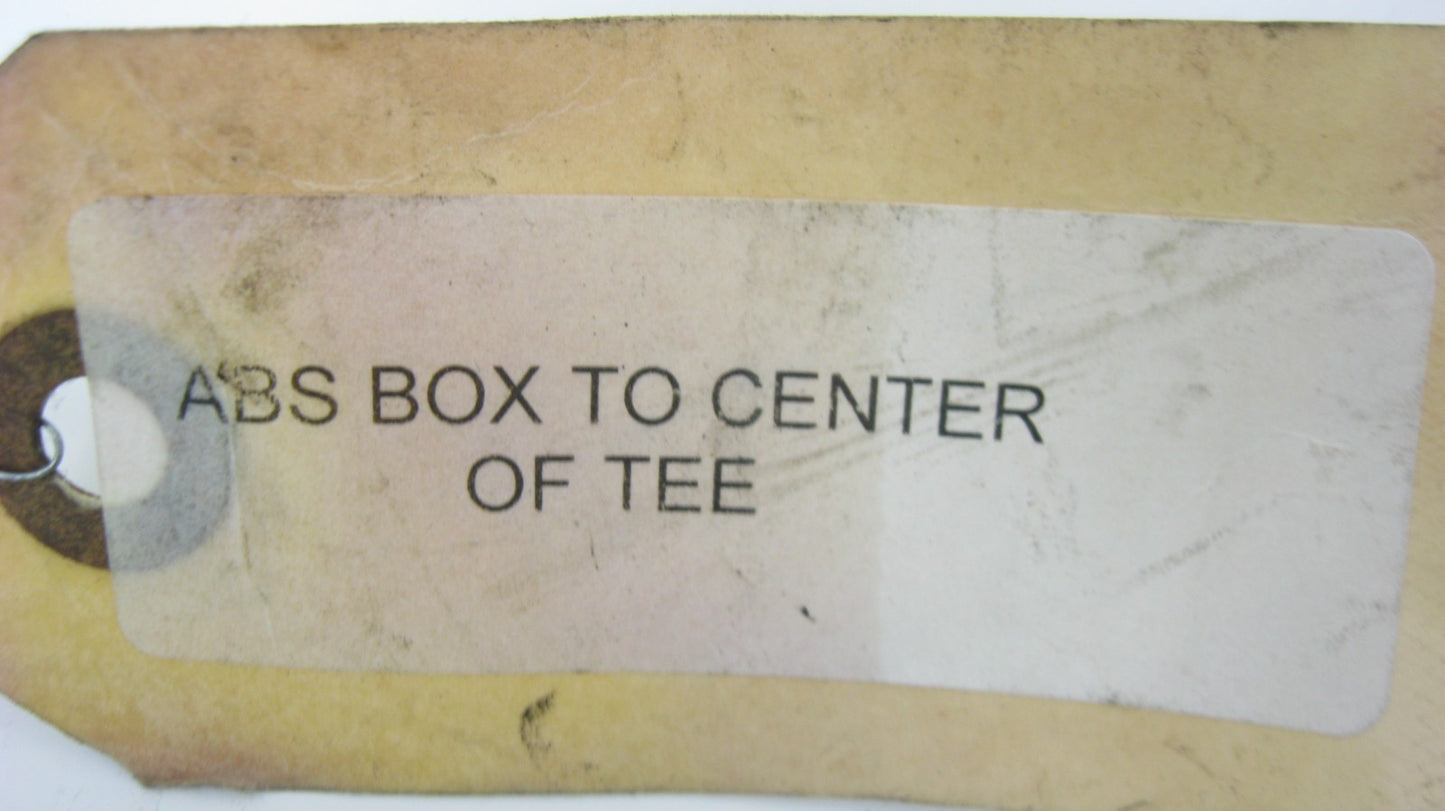 ABS BOX TO CENTER
OF TEE